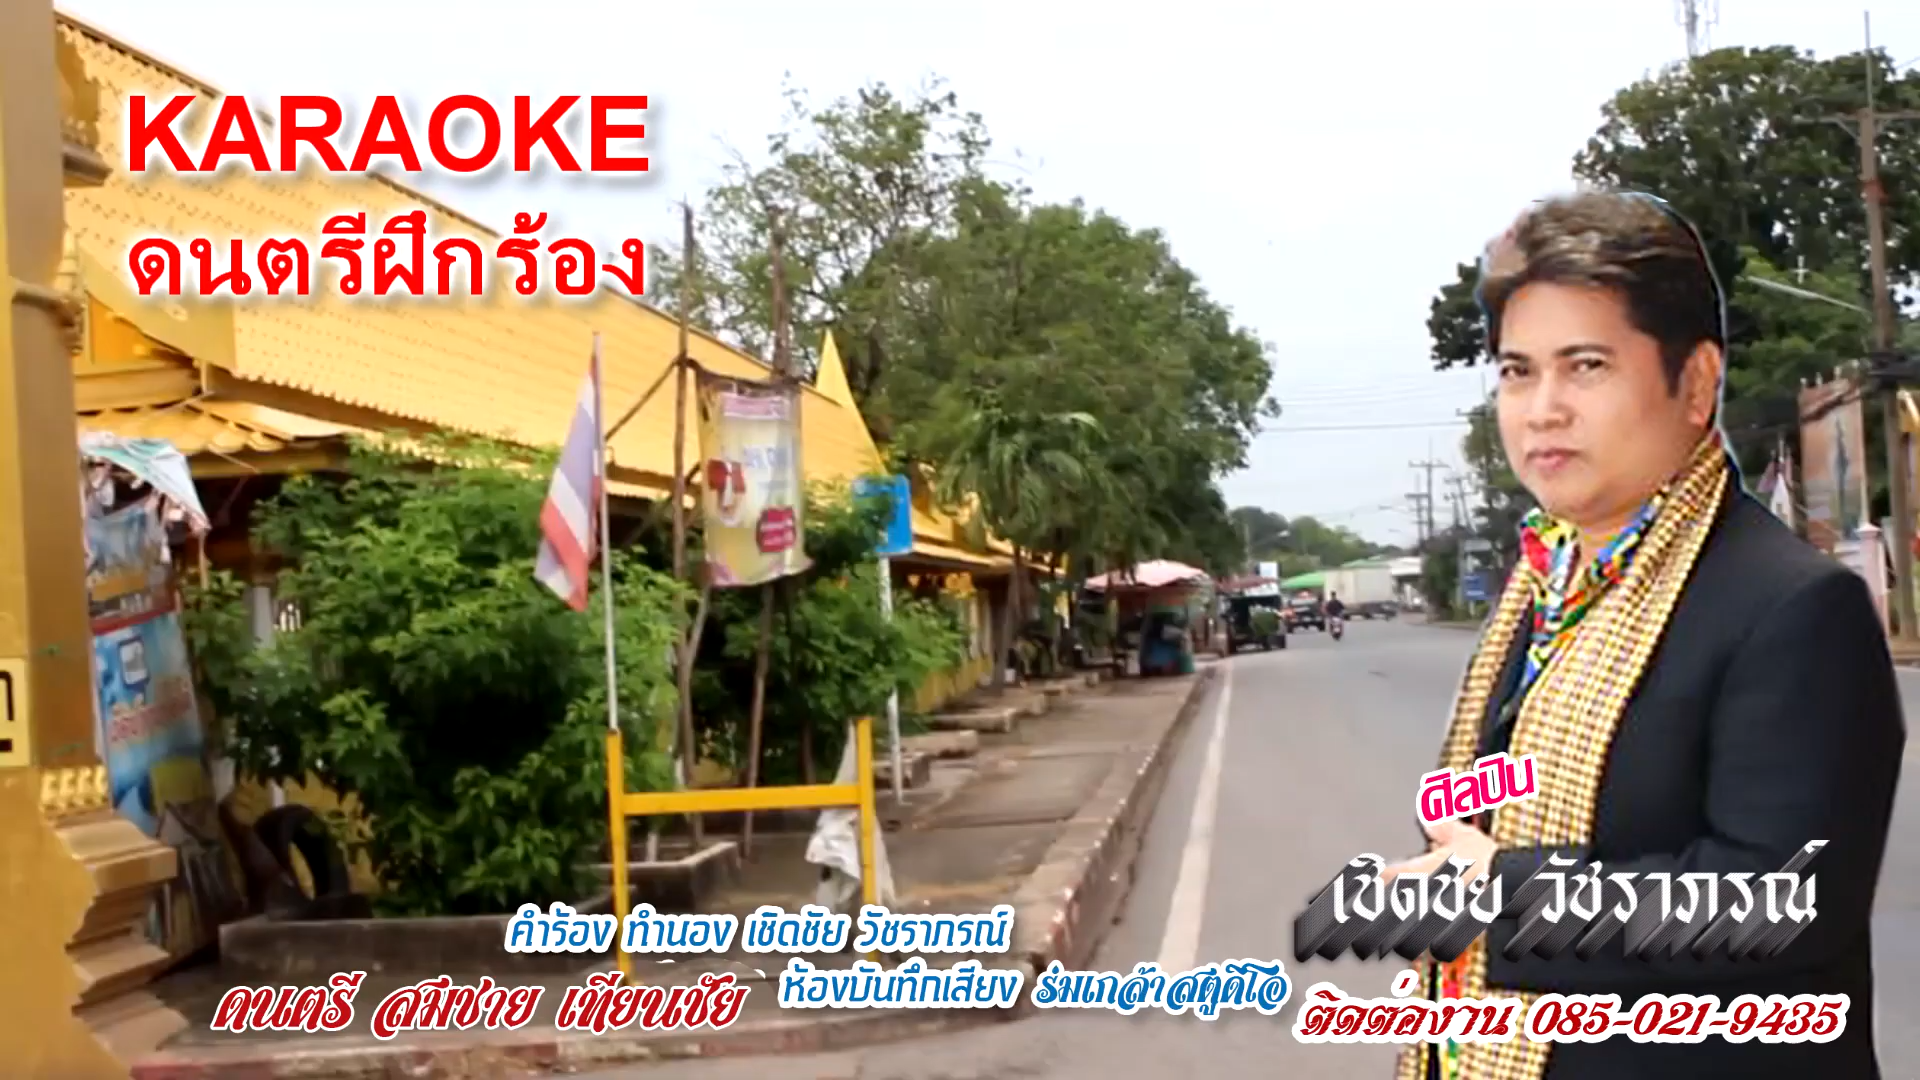 KARAOKE
ดนตรีฝึกร้อง
ศิลปิน
เชิดชัย วัชราภรณ์
คำร้อง ทำนอง เชิดชัย วัชราภรณ์
ดนตรี สมชาย เทียนชัย
ห้องบันทึกเสียง ร่มเกล้าสตูดิโอ
ติดต่องาน 085-021-9435